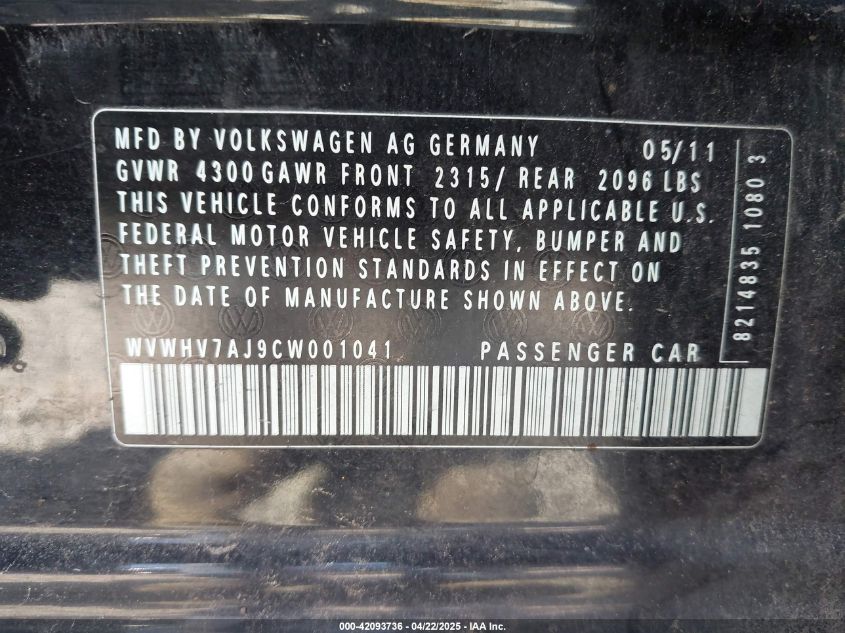 MFD BY VOLKSWAGEN AG GERMANY 05/11
GVWR 4300 GAWR FRONT 2315/ REAR 2096 LBS
THIS VEHICLE CONFORMS TO ALL APPLICABLE U.S.
FEDERAL MOTOR VEHICLE SAFETY, BUMPER AND
THEFT PREVENTION STANDARDS IN EFFECT ON
THE DATE OF MANUFACTURE SHOWN ABOVE.
WVWHV7AJ9CW001041 PASSENGER CAR
8214835 1080 3
000-42093736 - 04/22/2025 - IAA Inc.